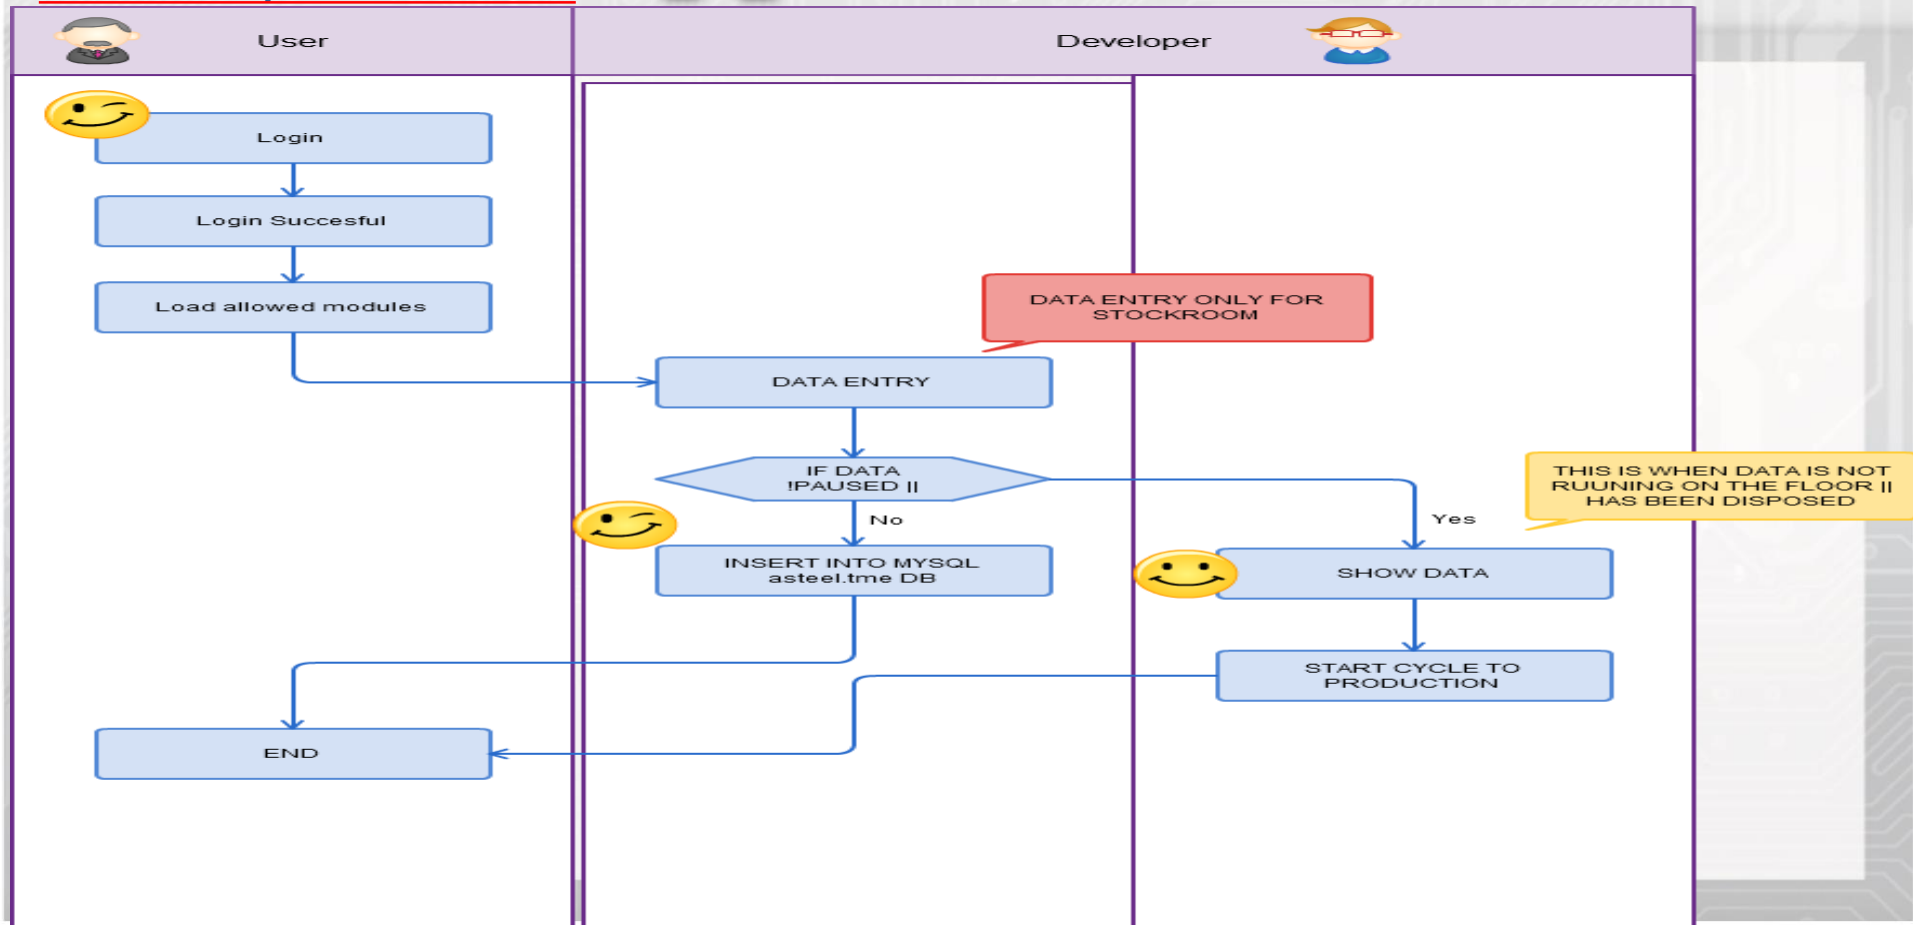 User
Developer
Login
Login Succesful
Load allowed modules
DATA ENTRY ONLY FOR
STOCKROOM
DATA ENTRY
IF DATA
!PAUSED ||
THIS IS WHEN DATA IS NOT
RUUNING ON THE FLOOR ||
HAS BEEN DISPOSED
No
Yes
INSERT INTO MYSQL
asteel.tme DB
SHOW DATA
START CYCLE TO
PRODUCTION
END